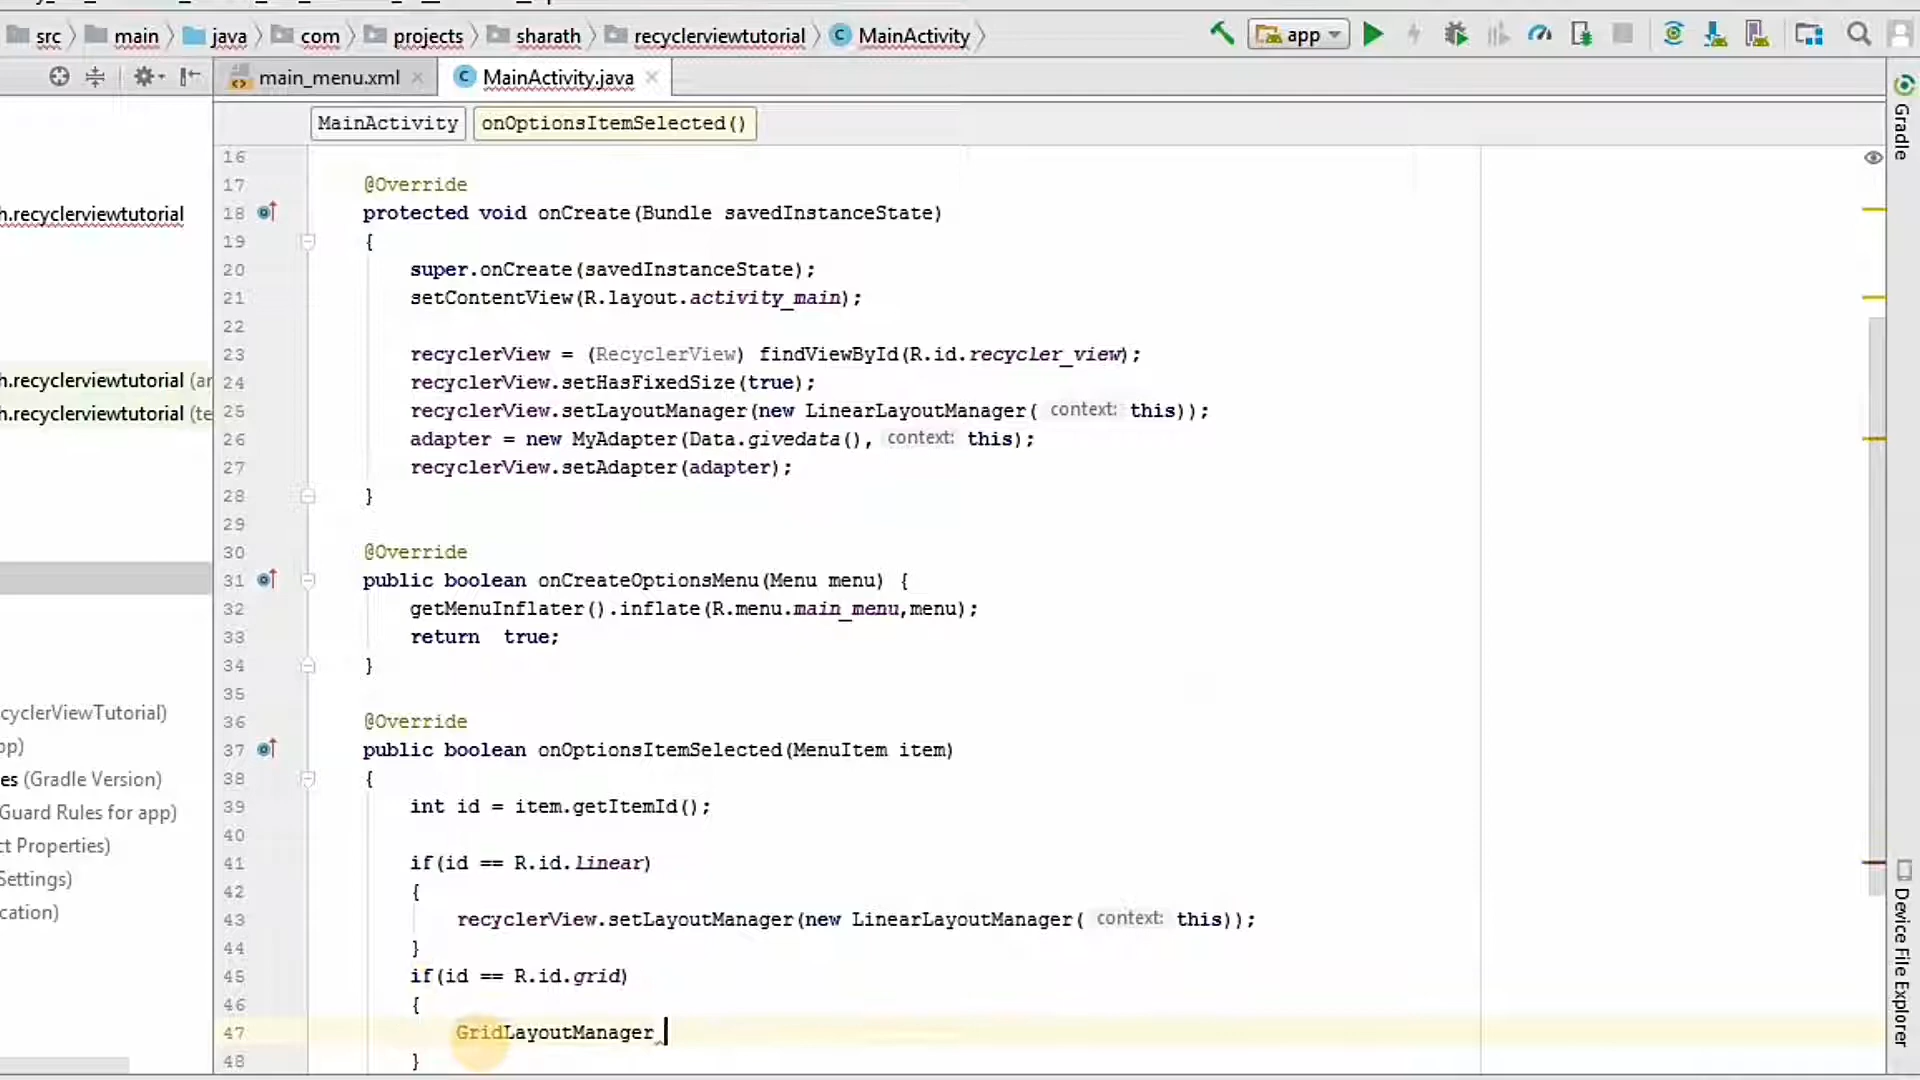 src main java com projects sharath recyclerviewtutorial MainActivity app
main_menu.xml MainActivity.java
MainActivity onOptionsItemSelected()
16
17 @Override
18 protected void onCreate(Bundle savedInstanceState)
19 {
20 super.onCreate(savedInstanceState);
21 setContentView(R.layout.activity_main);
22
23 recyclerView = (RecyclerView) findViewById(R.id.recycler_view);
24 recyclerView.setHasFixedSize(true);
25 recyclerView.setLayoutManager(new LinearLayoutManager( context: this));
26 adapter = new MyAdapter(Data.givedata(), context: this);
27 recyclerView.setAdapter(adapter);
28 }
29
30 @Override
31 public boolean onCreateOptionsMenu(Menu menu) {
32 getMenuInflater().inflate(R.menu.main_menu,menu);
33 return true;
34 }
35
36 @Override
37 public boolean onOptionsItemSelected(MenuItem item)
38 {
39 int id = item.getItemId();
40
41 if(id == R.id.linear)
42 {
43 recyclerView.setLayoutManager(new LinearLayoutManager( context: this));
44 }
45 if(id == R.id.grid)
46 {
47 GridLayoutManager
48 }
h.recyclerviewtutorial
h.recyclerviewtutorial (ar
h.recyclerviewtutorial (te
cyclerViewTutorial)
pp)
es (Gradle Version)
Guard Rules for app)
ct Properties)
Settings)
cation)
Gradle
Device File Explorer